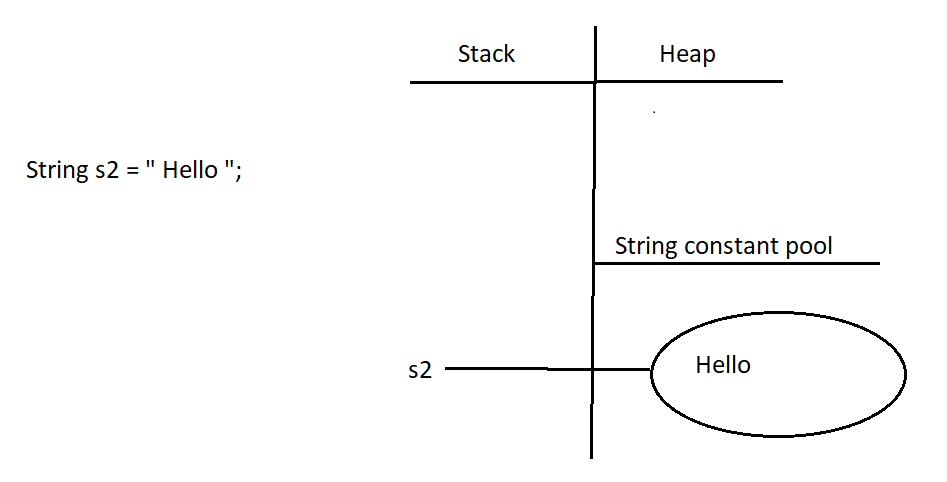 Stack
Heap
String s2 = " Hello ";
String constant pool
s2
Hello